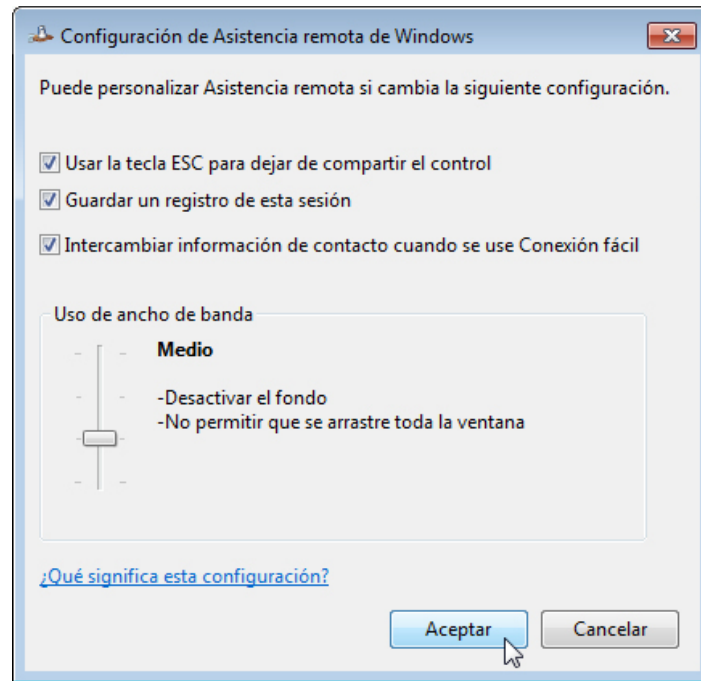 Configuración de Asistencia remota de Windows
Puede personalizar Asistencia remota si cambia la siguiente configuración.
Usar la tecla ESC para dejar de compartir el control
Guardar un registro de esta sesión
Intercambiar información de contacto cuando se use Conexión fácil
Uso de ancho de banda
Medio
-Desactivar el fondo
-No permitir que se arrastre toda la ventana
¿Qué significa esta configuración?
Aceptar Cancelar